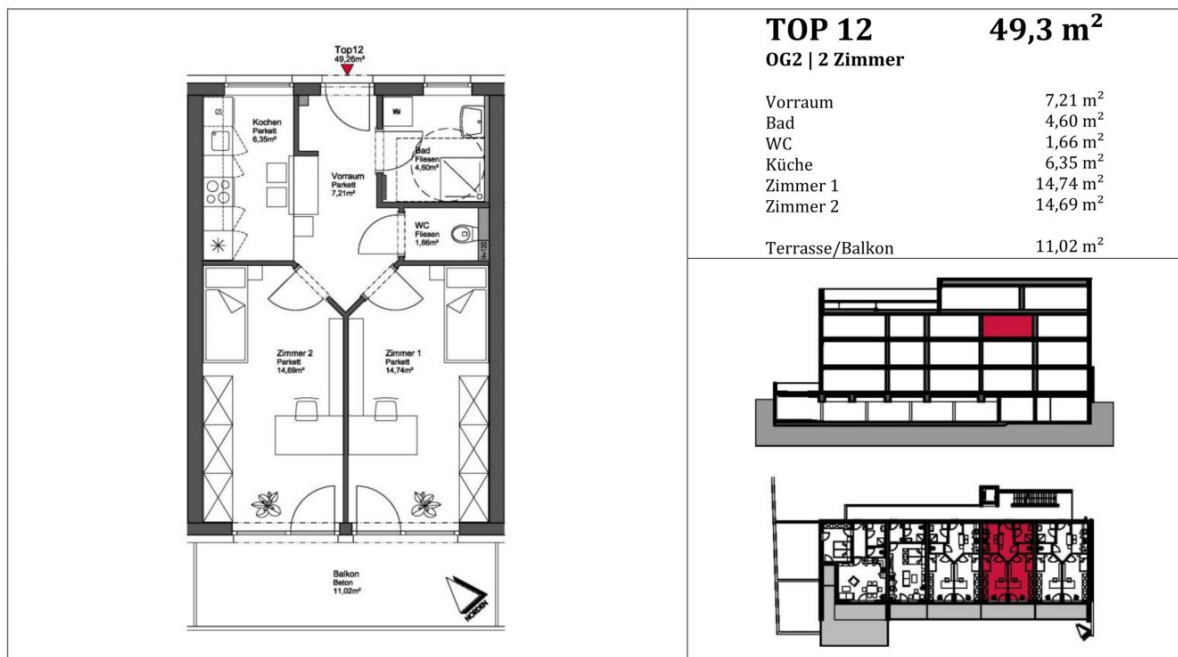 Top12
49,26m²
GS
Kochen
Parkett
6,35m²
WM
Bad
Fliesen
4,60m²
Vorraum
Parkett
7,21m²
WC
Fliesen
1,66m²
H=120
Zimmer 2
Parkett
14,69m²
Zimmer 1
Parkett
14,74m²
Balkon
Beton
11,02m²
NORDEN
TOP 12 49,3 m²
OG2 | 2 Zimmer
Vorraum 7,21 m²
Bad 4,60 m²
WC 1,66 m²
Küche 6,35 m²
Zimmer 1 14,74 m²
Zimmer 2 14,69 m²
Terrasse/Balkon 11,02 m²